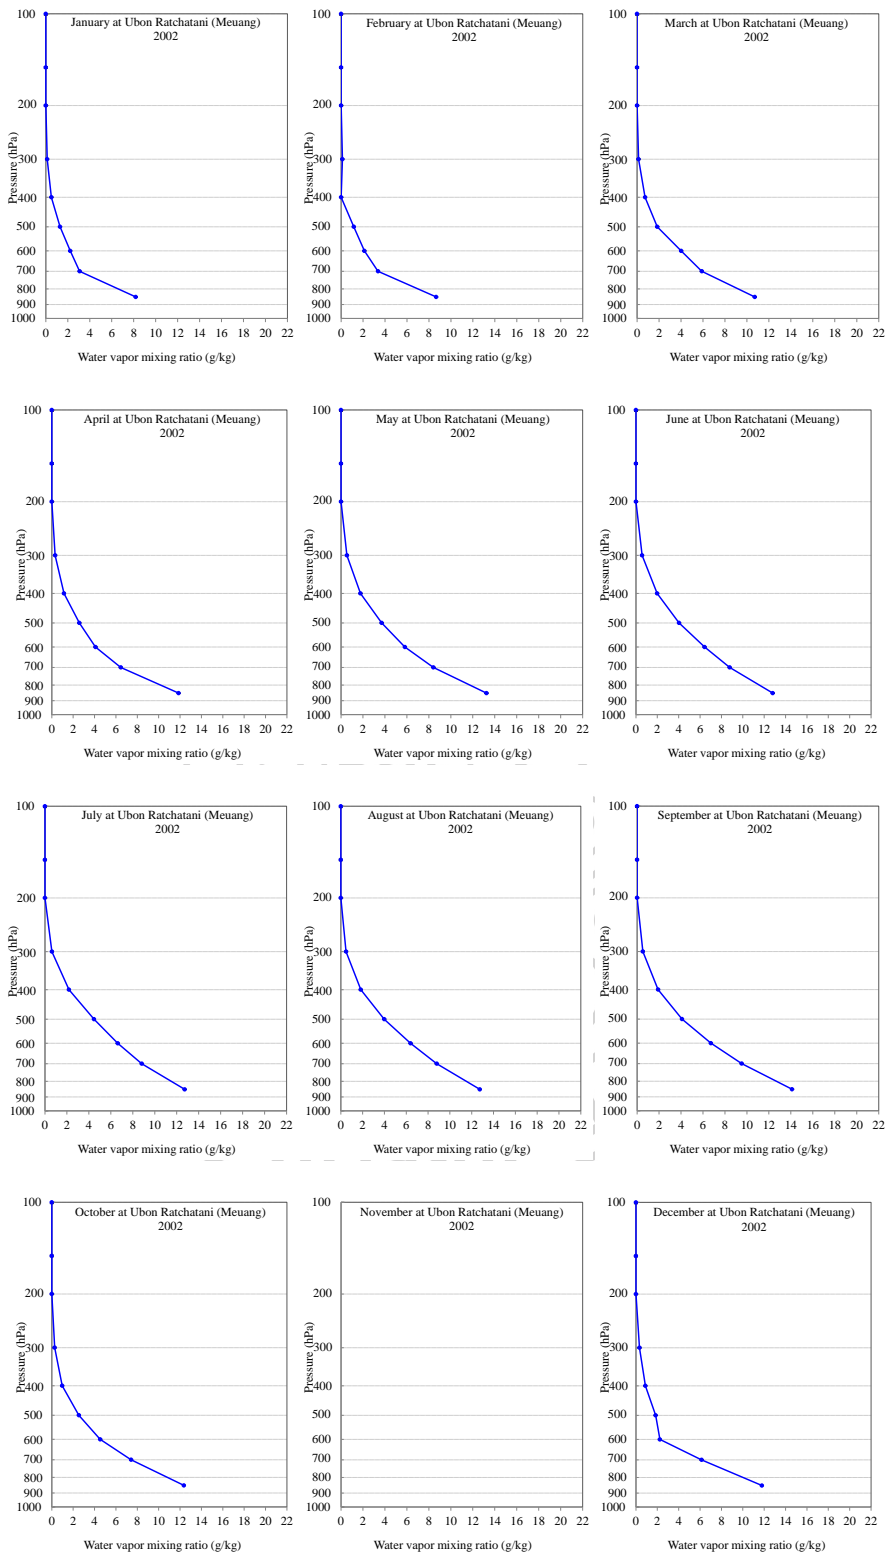 January at Ubon Ratchatani (Meuang)
2002
100
200
300
400
500
600
700
800
900
1000
Pressure (hPa)
0 2 4 6 8 10 12 14 16 18 20 22
Water vapor mixing ratio (g/kg)
February at Ubon Ratchatani (Meuang)
2002
100
200
300
400
500
600
700
800
900
1000
Pressure (hPa)
0 2 4 6 8 10 12 14 16 18 20 22
Water vapor mixing ratio (g/kg)
March at Ubon Ratchatani (Meuang)
2002
100
200
300
400
500
600
700
800
900
1000
Pressure (hPa)
0 2 4 6 8 10 12 14 16 18 20 22
Water vapor mixing ratio (g/kg)
April at Ubon Ratchatani (Meuang)
2002
100
200
300
400
500
600
700
800
900
1000
Pressure (hPa)
0 2 4 6 8 10 12 14 16 18 20 22
Water vapor mixing ratio (g/kg)
May at Ubon Ratchatani (Meuang)
2002
100
200
300
400
500
600
700
800
900
1000
Pressure (hPa)
0 2 4 6 8 10 12 14 16 18 20 22
Water vapor mixing ratio (g/kg)
June at Ubon Ratchatani (Meuang)
2002
100
200
300
400
500
600
700
800
900
1000
Pressure (hPa)
0 2 4 6 8 10 12 14 16 18 20 22
Water vapor mixing ratio (g/kg)
July at Ubon Ratchatani (Meuang)
2002
100
200
300
400
500
600
700
800
900
1000
Pressure (hPa)
0 2 4 6 8 10 12 14 16 18 20 22
Water vapor mixing ratio (g/kg)
August at Ubon Ratchatani (Meuang)
2002
100
200
300
400
500
600
700
800
900
1000
Pressure (hPa)
0 2 4 6 8 10 12 14 16 18 20 22
Water vapor mixing ratio (g/kg)
September at Ubon Ratchatani (Meuang)
2002
100
200
300
400
500
600
700
800
900
1000
Pressure (hPa)
0 2 4 6 8 10 12 14 16 18 20 22
Water vapor mixing ratio (g/kg)
October at Ubon Ratchatani (Meuang)
2002
100
200
300
400
500
600
700
800
900
1000
Pressure (hPa)
0 2 4 6 8 10 12 14 16 18 20 22
Water vapor mixing ratio (g/kg)
November at Ubon Ratchatani (Meuang)
2002
100
200
300
400
500
600
700
800
900
1000
Pressure (hPa)
0 2 4 6 8 10 12 14 16 18 20 22
Water vapor mixing ratio (g/kg)
December at Ubon Ratchatani (Meuang)
2002
100
200
300
400
500
600
700
800
900
1000
Pressure (hPa)
0 2 4 6 8 10 12 14 16 18 20 22
Water vapor mixing ratio (g/kg)